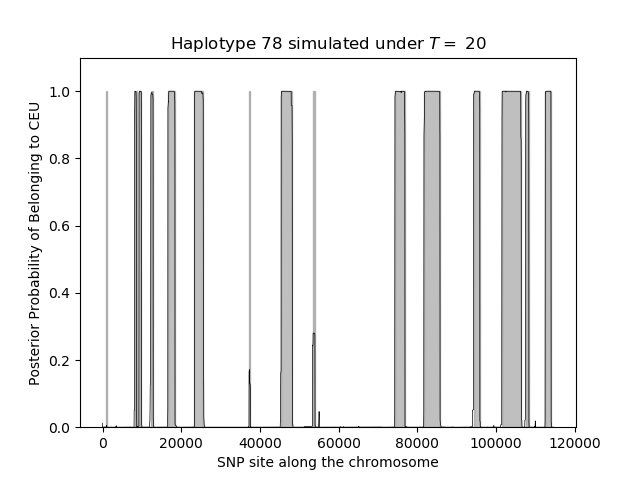 Haplotype 78 simulated under T = 20
Posterior Probability of Belonging to CEU
1.0
0.8
0.6
0.4
0.2
0.0
0 20000 40000 60000 80000 100000 120000
SNP site along the chromosome